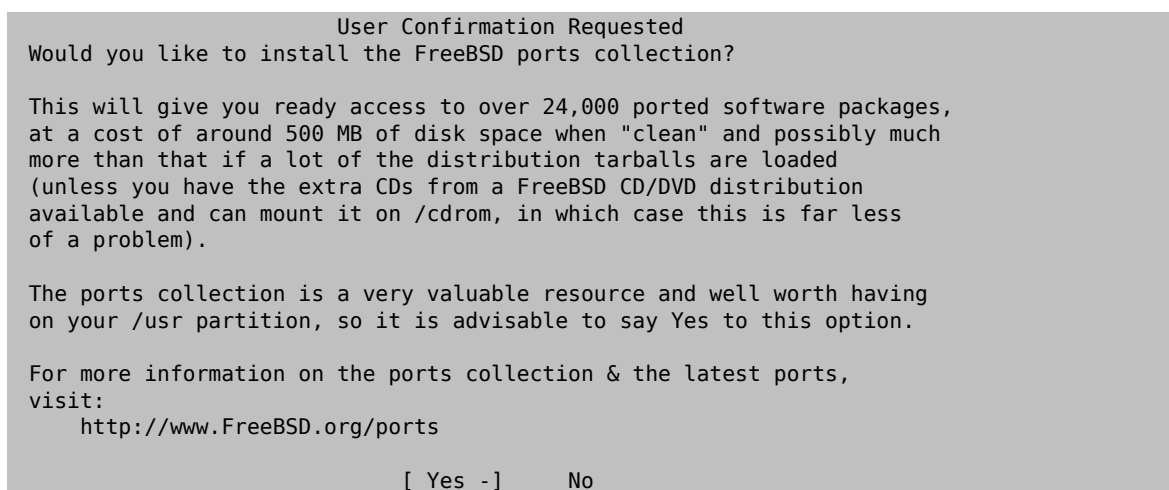 User Confirmation Requested
Would you like to install the FreeBSD ports collection?
This will give you ready access to over 24,000 ported software packages,
at a cost of around 500 MB of disk space when "clean" and possibly much
more than that if a lot of the distribution tarballs are loaded
(unless you have the extra CDs from a FreeBSD CD/DVD distribution
available and can mount it on /cdrom, in which case this is far less
of a problem).
The ports collection is a very valuable resource and well worth having
on your /usr partition, so it is advisable to say Yes to this option.
For more information on the ports collection & the latest ports,
visit:
http://www.FreeBSD.org/ports
[ Yes -] No